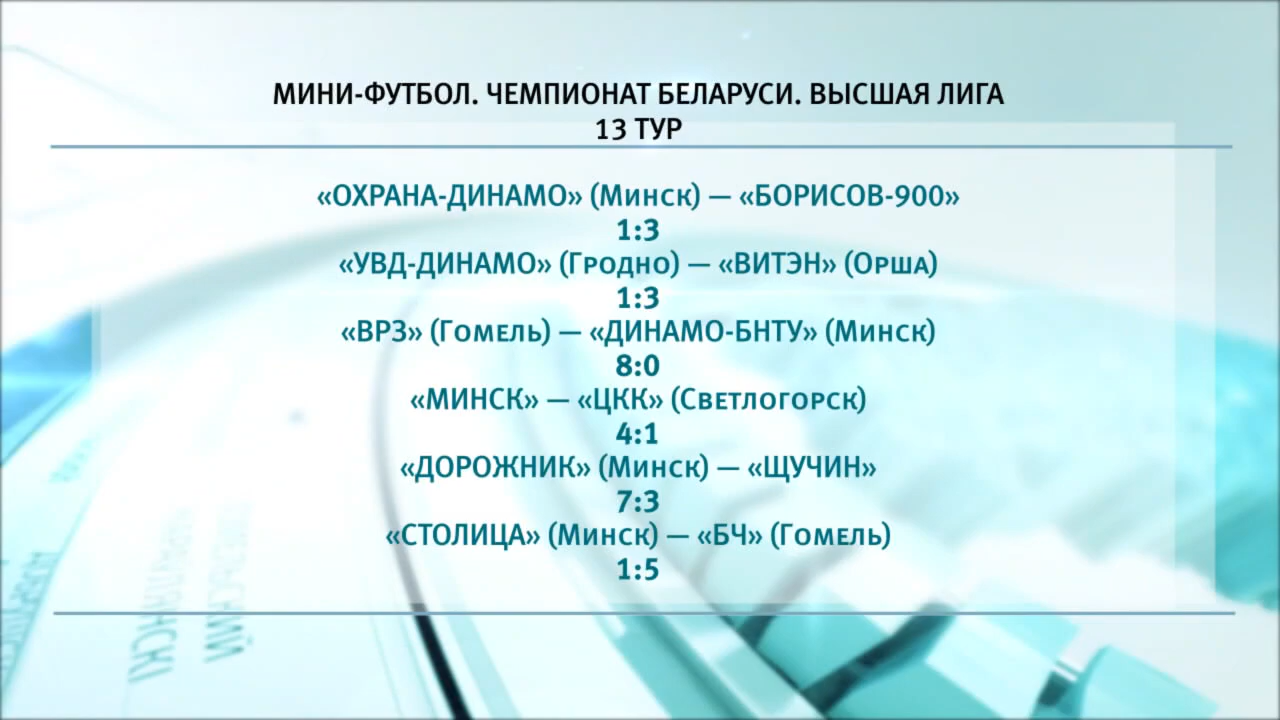 МИНИ-ФУТБОЛ. ЧЕМПИОНАТ БЕЛАРУСИ. ВЫСШАЯ ЛИГА
13 ТУР
«ОХРАНА-ДИНАМО» (Минск) — «БОРИСОВ-900»
1:3
«УВД-ДИНАМО» (Гродно) — «ВИТЭН» (Орша)
1:3
«ВРЗ» (Гомель) — «ДИНАМО-БНТУ» (Минск)
8:0
«МИНСК» — «ЦКК» (Светлогорск)
4:1
«ДОРОЖНИК» (Минск) — «ЩУЧИН»
7:3
«СТОЛИЦА» (Минск) — «БЧ» (Гомель)
1:5